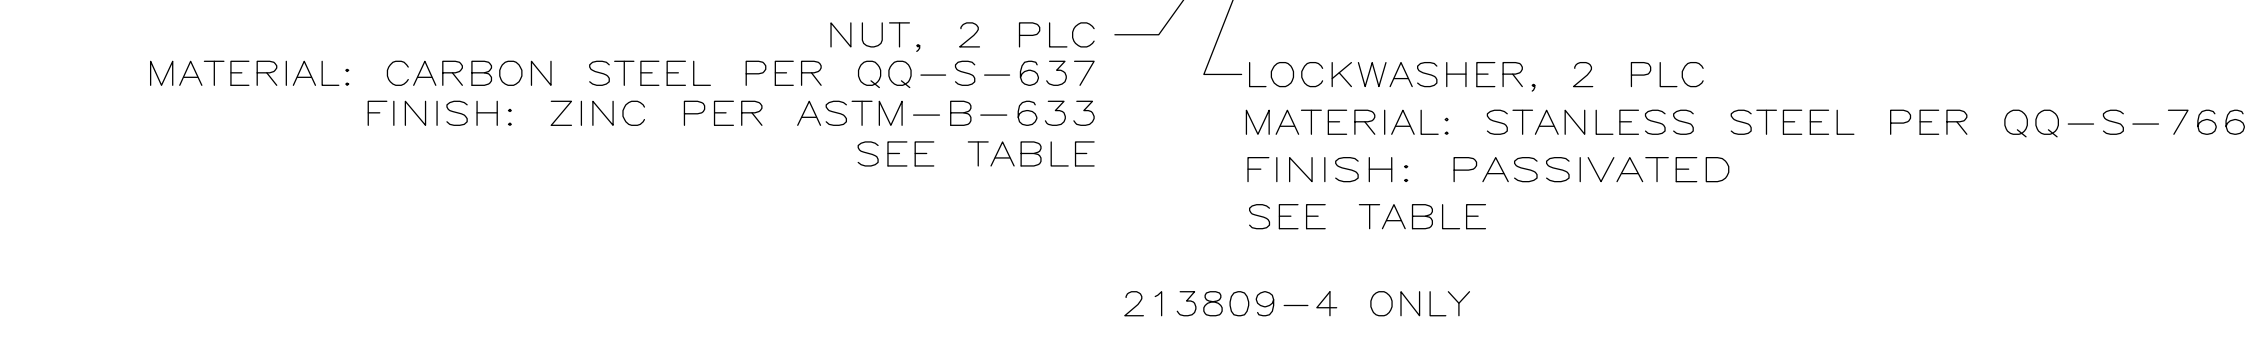 NUT, 2 PLC
MATERIAL: CARBON STEEL PER QQ-S-637
FINISH: ZINC PER ASTM-B-633
SEE TABLE
LOCKWASHER, 2 PLC
MATERIAL: STANLESS STEEL PER QQ-S-766
FINISH: PASSIVATED
SEE TABLE
213809-4 ONLY